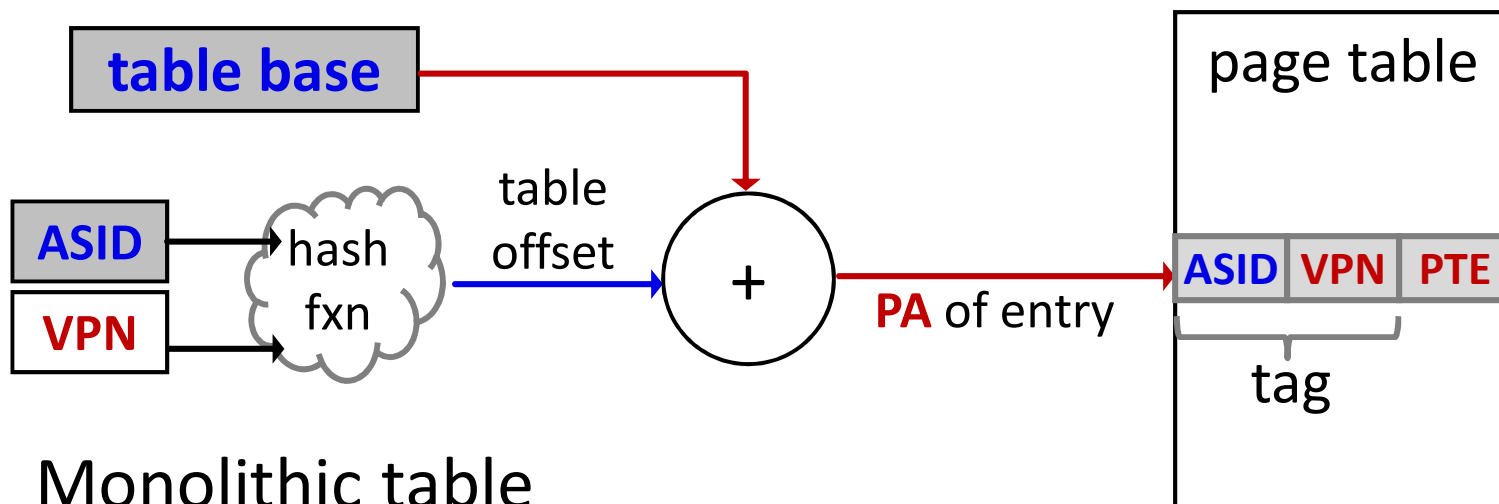 table base
page table
ASID
VPN
hash
fxn
table
offset
+
PA of entry
ASID VPN PTE
tag
Monolithic table